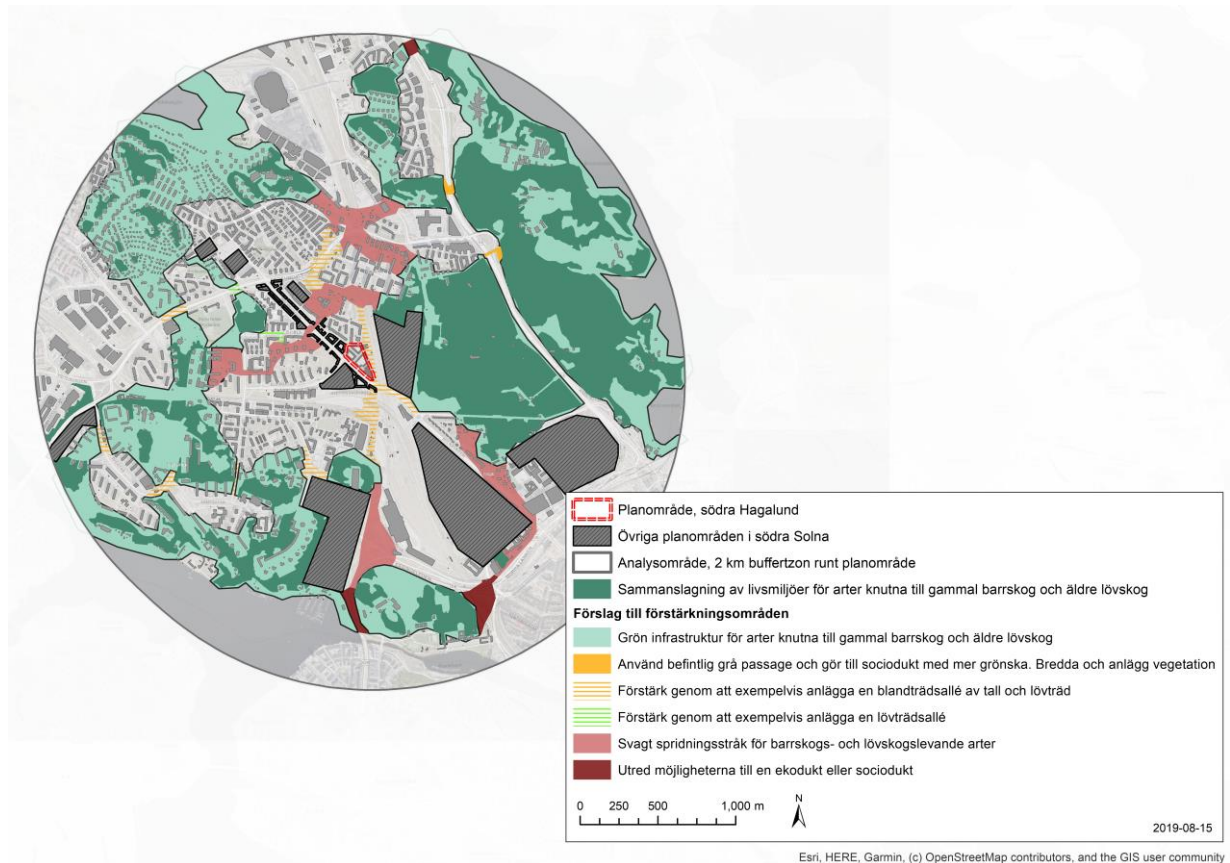 Planområde, södra Hagalund
Övriga planområden i södra Solna
Analysområde, 2 km buffertzon runt planområde
Sammanslagning av livsmiljöer för arter knutna till gammal barrskog och äldre lövskog
Förslag till förstärkningsområden
Grön infrastruktur för arter knutna till gammal barrskog och äldre lövskog
Använd befintlig grå passage och gör till sociodukt med mer grönska. Bredda och anlägg vegetation
Förstärk genom att exempelvis anlägga en blandträdsallé av tall och lövträd
Förstärk genom att exempelvis anlägga en lövträdsallé
Svagt spridningsstråk för barrskogs- och lövskogslevande arter
Utred möjligheterna till en ekodukt eller sociodukt
0 250 500 1,000 m
N
2019-08-15
Esri, HERE, Garmin, (c) OpenStreetMap contributors, and the GIS user community